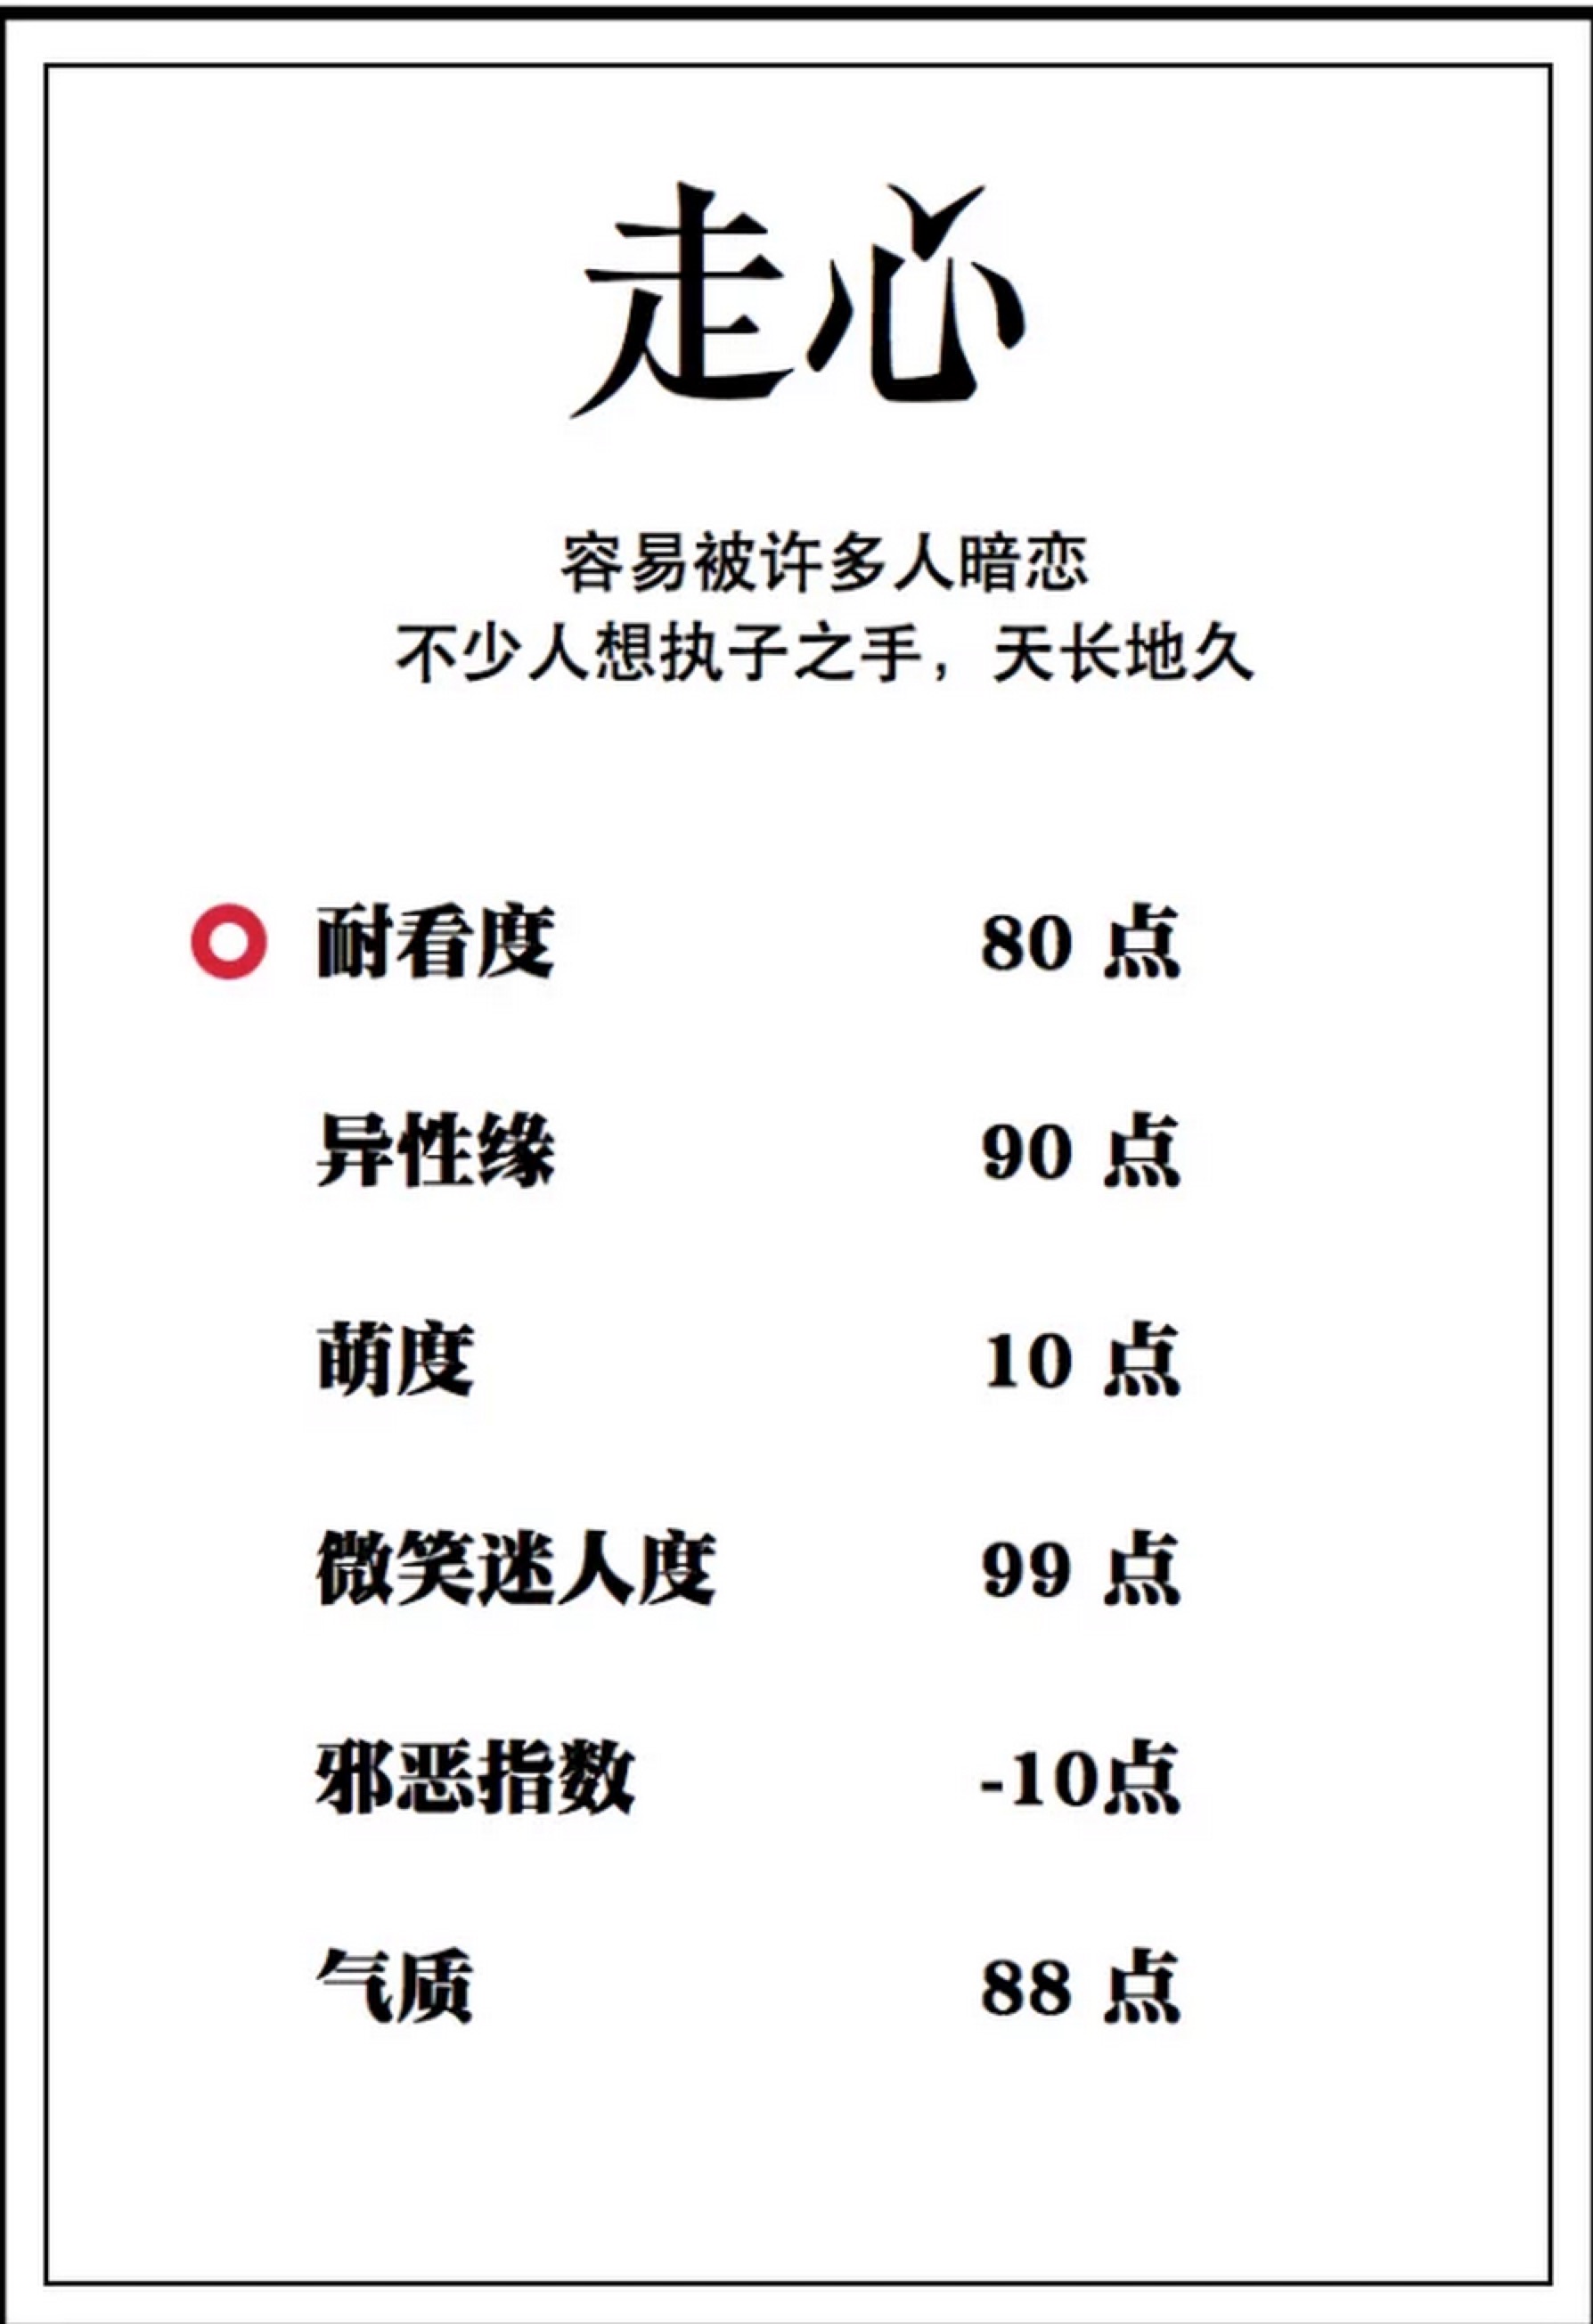 走心
容易被许多人暗恋
不少人想执子之手，天长地久
耐看度 80 点
异性缘 90 点
萌度 10 点
微笑迷人度 99 点
邪恶指数 -10点
气质 88 点